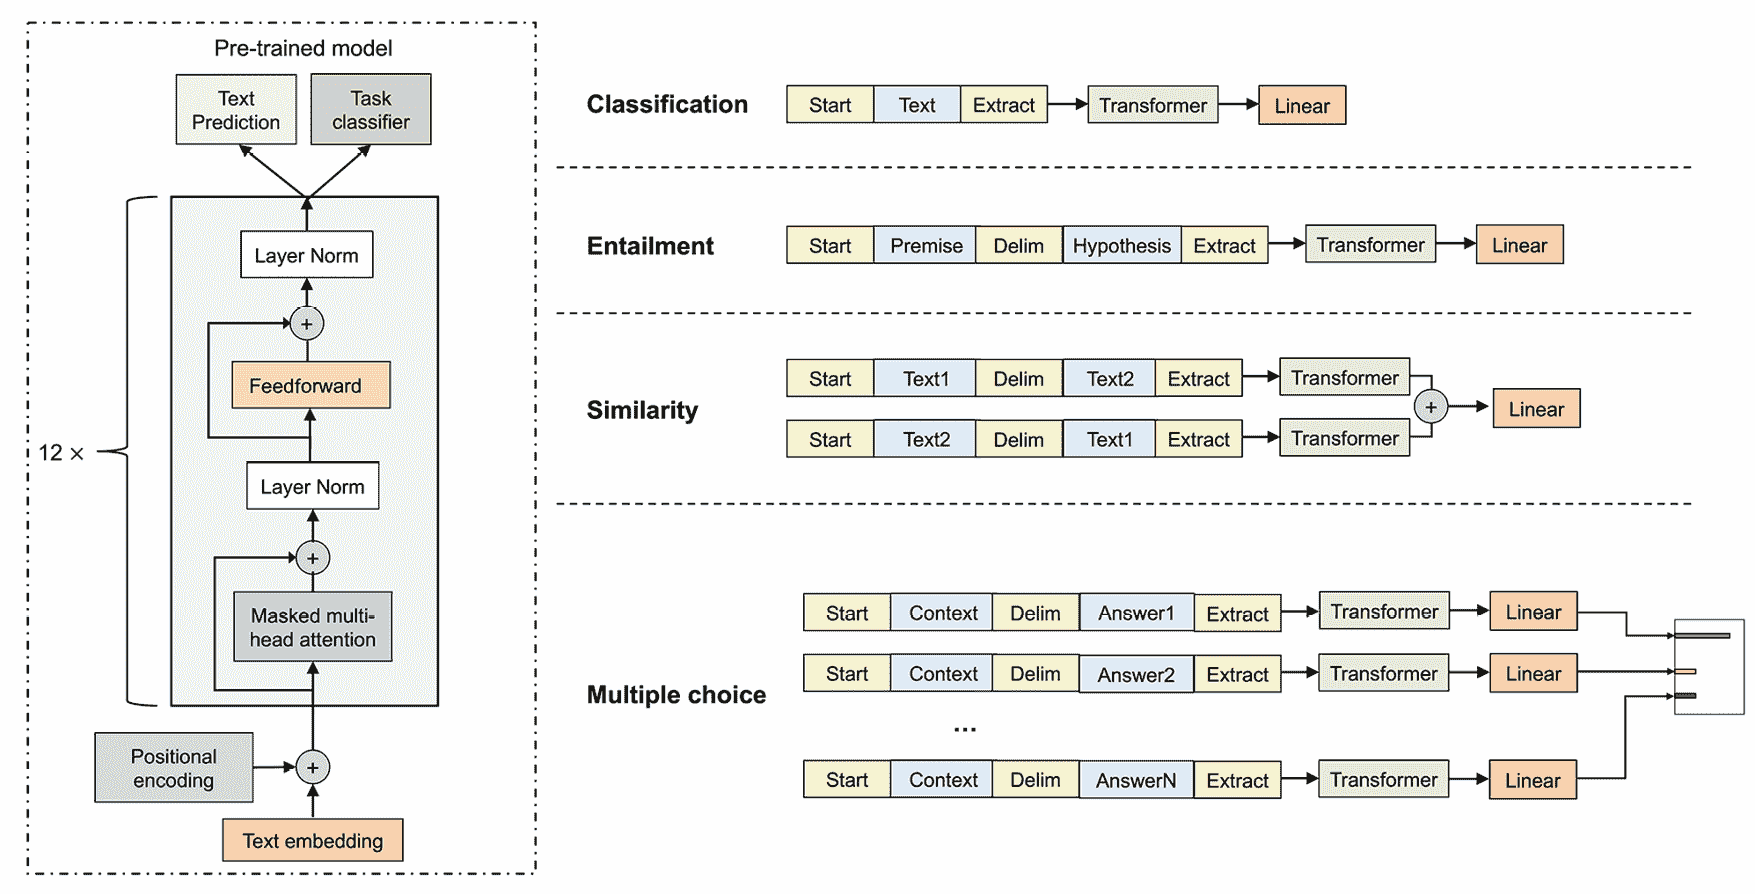 Pre-trained model
Text
Prediction
Task
classifier
Layer Norm
+
Feedforward
12 ×
Layer Norm
+
Masked multi-
head attention
Positional
encoding
+
Text embedding
Classification
Start Text Extract Transformer Linear
Entailment
Start Premise Delim Hypothesis Extract Transformer Linear
Similarity
Start Text1 Delim Text2 Extract Transformer
+ Linear
Start Text2 Delim Text1 Extract Transformer
Multiple choice
Start Context Delim Answer1 Extract Transformer Linear
Start Context Delim Answer2 Extract Transformer Linear
...
Start Context Delim AnswerN Extract Transformer Linear